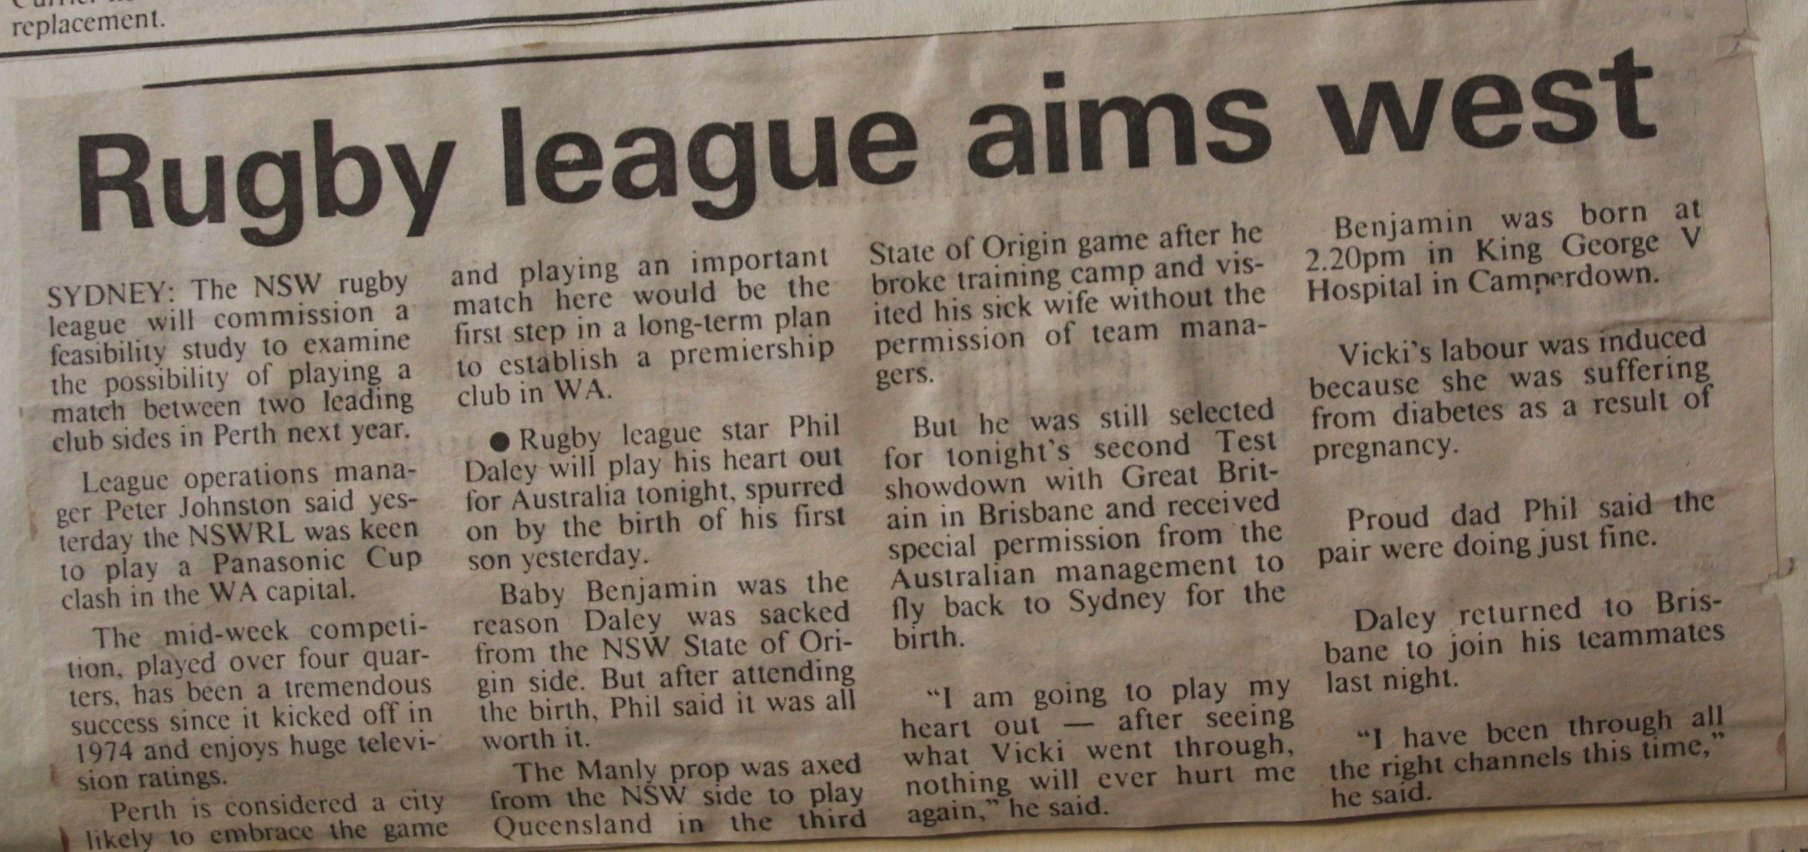 replacement.
Rugby league aims west
SYDNEY: The NSW rugby
league will commission a
feasibility study to examine
the possibility of playing a
match between two leading
club sides in Perth next year.
League operations mana-
ger Peter Johnston said yes-
terday the NSWRL was keen
to play a Panasonic Cup
clash in the WA capital.
The mid-week competi-
tion, played over four quar-
ters, has been a tremendous
success since it kicked off in
1974 and enjoys huge televi-
sion ratings.
Perth is considered a city
likely to embrace the game
and playing an important
match here would be the
first step in a long-term plan
to establish a premiership
club in WA.
● Rugby league star Phil
Daley will play his heart out
for Australia tonight, spurred
on by the birth of his first
son yesterday.
Baby Benjamin was the
reason Daley was sacked
from the NSW State of Ori-
gin side. But after attending
the birth, Phil said it was all
worth it.
The Manly prop was axed
from the NSW side to play
Queensland in the third
State of Origin game after he
broke training camp and vis-
ited his sick wife without the
permission of team mana-
gers.
But he was still selected
for tonight's second Test
showdown with Great Brit-
ain in Brisbane and received
special permission from the
Australian management to
fly back to Sydney for the
birth.
“I am going to play my
heart out — after seeing
what Vicki went through,
nothing will ever hurt me
again,” he said.
Benjamin was born at
2.20pm in King George V
Hospital in Camperdown.
Vicki's labour was induced
because she was suffering
from diabetes as a result of
pregnancy.
Proud dad Phil said the
pair were doing just fine.
Daley returned to Bris-
bane to join his teammates
last night.
“I have been through all
the right channels this time,”
he said.